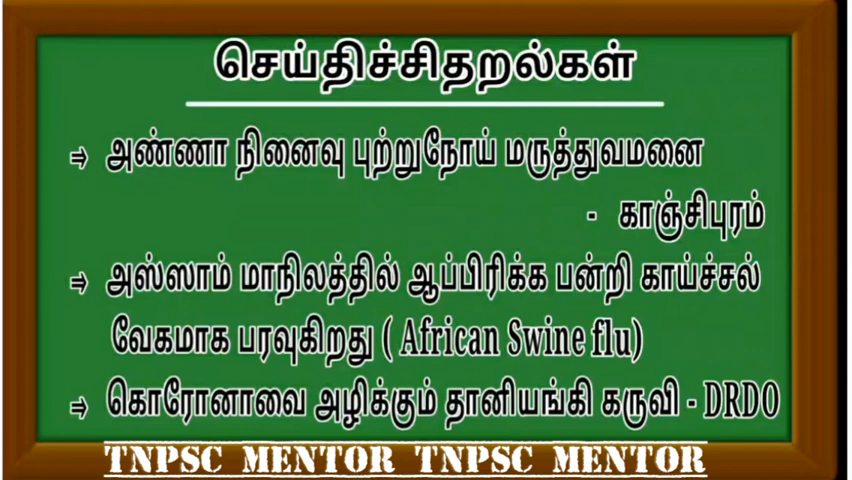 செய்திச்சிதறல்கள்
⇒ அண்ணா நினைவு புற்றுநோய் மருத்துவமனை
- காஞ்சிபுரம்
⇒ அஸ்ஸாம் மாநிலத்தில் ஆப்பிரிக்க பன்றி காய்ச்சல்
வேகமாக பரவுகிறது ( African Swine flu)
⇒ கொரோனாவை அழிக்கும் தானியங்கி கருவி - DRDO
TNPSC MENTOR TNPSC MENTOR